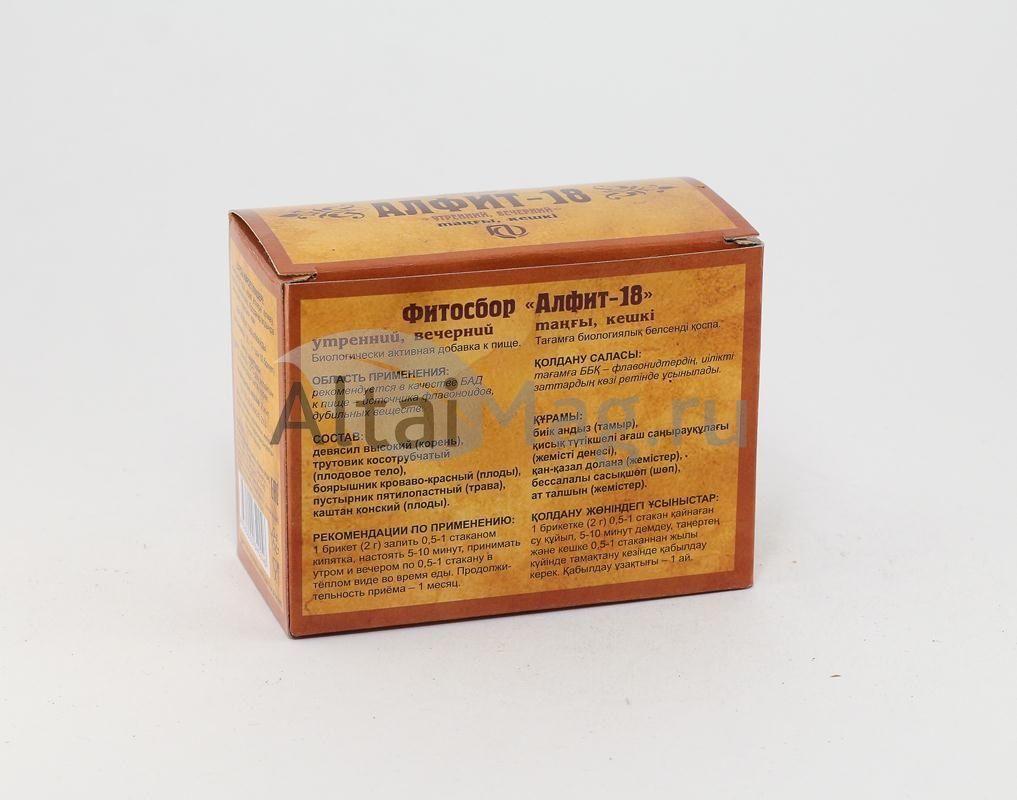 АЛФИТ-18
УТРЕННИЙ, ВЕЧЕРНИЙ
таңғы, кешкі
Фитосбор «Алфит-18»
утренний, вечерний
Биологически активная добавка к пище.
ОБЛАСТЬ ПРИМЕНЕНИЯ:
рекомендуется в качестве БАД
к пище - источника флавоноидов,
дубильных веществ.
СОСТАВ:
девясил высокий (корень),
трутовик косотрубчатый
(плодовое тело),
боярышник кроваво-красный (плоды),
пустырник пятилопастный (трава),
каштан конский (плоды).
РЕКОМЕНДАЦИИ ПО ПРИМЕНЕНИЮ:
1 брикет (2 г) залить 0,5-1 стаканом
кипятка, настоять 5-10 минут, принимать
утром и вечером по 0,5-1 стакану в
тёплом виде во время еды. Продолжи-
тельность приёма – 1 месяц.
таңғы, кешкі
Тағамға биологиялық белсенді қоспа.
ҚОЛДАНУ САЛАСЫ:
тағамға ББҚ – флавонидтердің, иілікті
заттардың көзі ретінде ұсынылады.
ҚҰРАМЫ:
биік андыз (тамыр),
қисық түтікшелі ағаш саңырауқұлағы
(жемісті денесі),
қан-қазал долана (жемістер),
бессалалы сасықшөп (шөп),
ат талшын (жемістер).
ҚОЛДАНУ ЖӨНІНДЕГІ ҰСЫНЫСТАР:
1 брикетке (2 г) 0,5-1 стакан қайнаған
су құйып, 5-10 минут демдеу, таңертең
және кешке 0,5-1 стаканнан жылы
күйінде тамақтану кезінде қабылдау
керек. Қабылдау ұзақтығы – 1 ай.
AltaiMag.ru